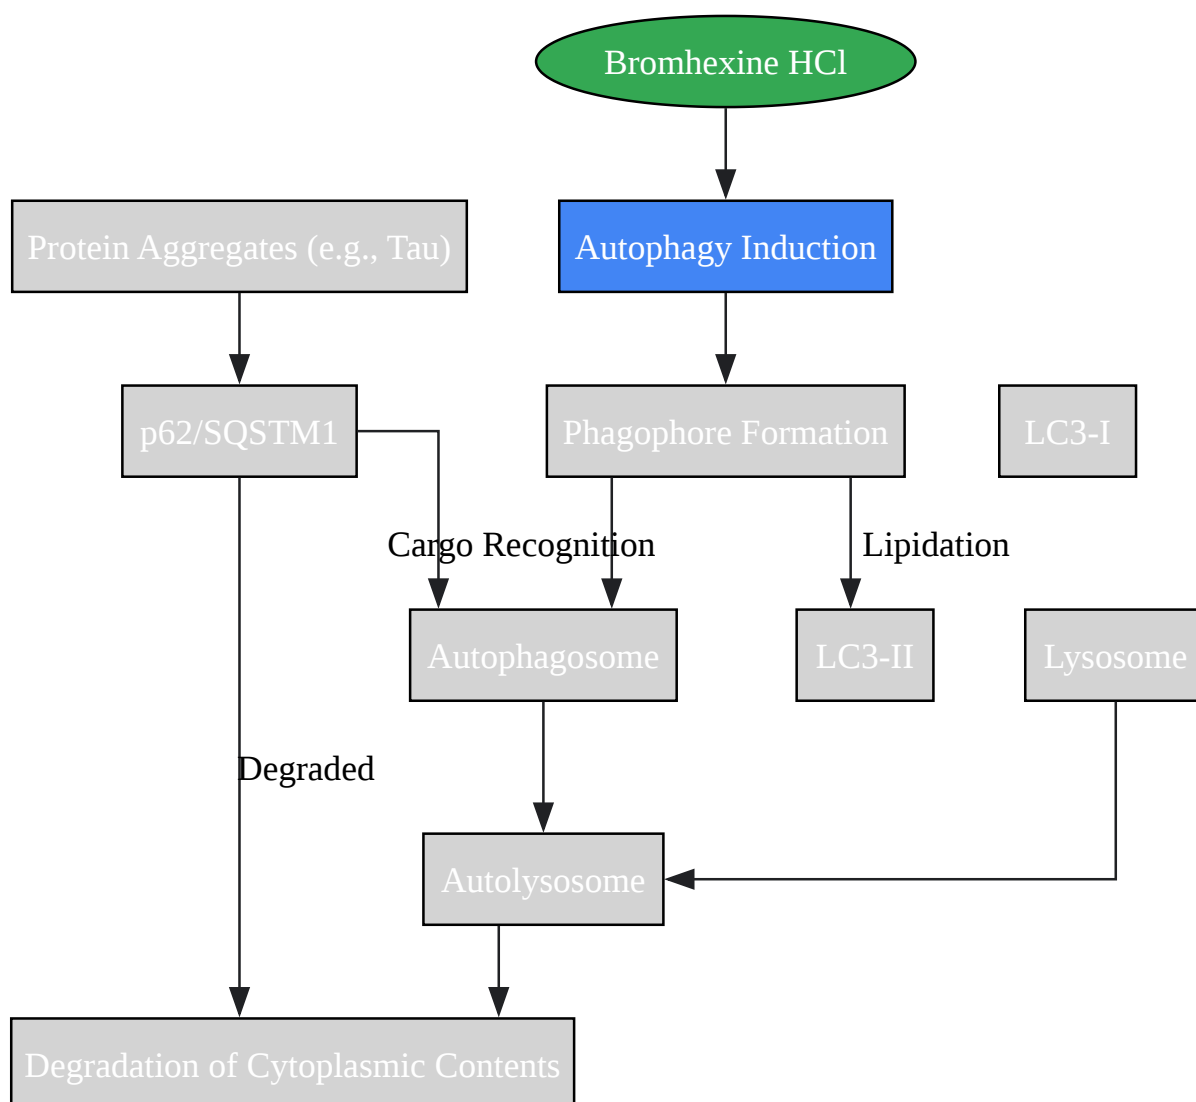 Bromhexine HCl
Protein Aggregates (e.g., Tau)
Autophagy Induction
p62/SQSTM1
Phagophore Formation
LC3-I
Cargo Recognition
Lipidation
Autophagosome
LC3-II
Lysosome
Degraded
Autolysosome
Degradation of Cytoplasmic Contents